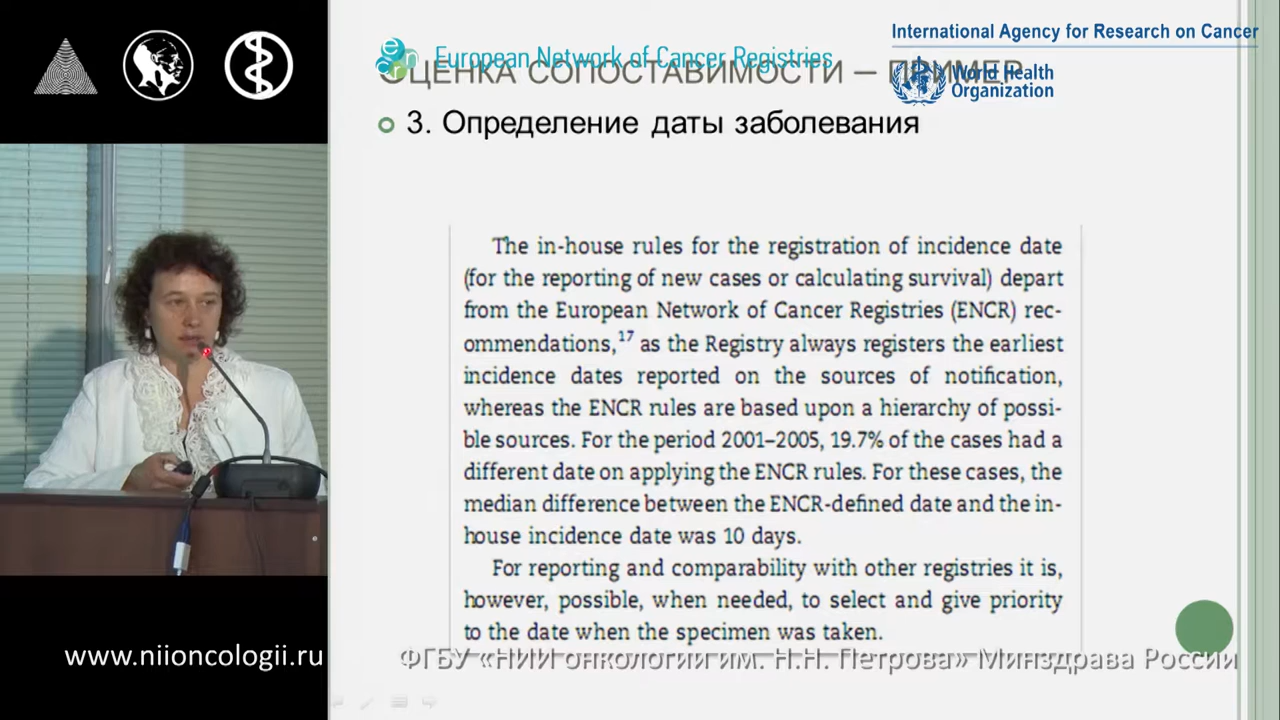 European Network of Cancer Registries
International Agency for Research on Cancer
World Health
Organization
ОЦЕНКА СОПОСТАВИМОСТИ – ПРИМЕР
3. Определение даты заболевания
The in-house rules for the registration of incidence date
(for the reporting of new cases or calculating survival) depart
from the European Network of Cancer Registries (ENCR) rec-
ommendations,17 as the Registry always registers the earliest
incidence dates reported on the sources of notification,
whereas the ENCR rules are based upon a hierarchy of possi-
ble sources. For the period 2001–2005, 19.7% of the cases had a
different date on applying the ENCR rules. For these cases, the
median difference between the ENCR-defined date and the in-
house incidence date was 10 days.
For reporting and comparability with other registries it is,
however, possible, when needed, to select and give priority
to the date when the specimen was taken.
www.niioncologii.ru
ФГБУ «НИИ онкологии им. Н.Н. Петрова» Минздрава России